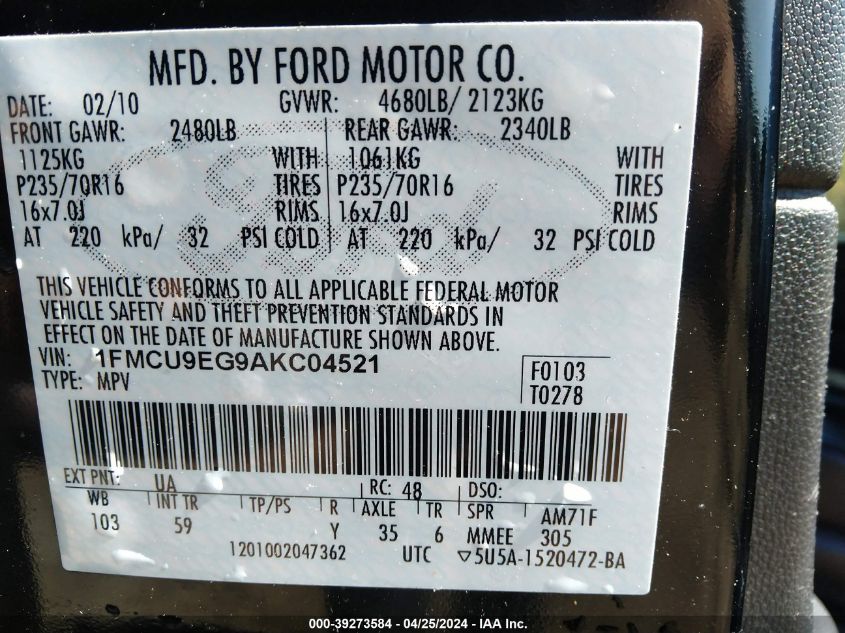 MFD. BY FORD MOTOR CO.
DATE: 02/10 GVWR: 4680LB/ 2123KG
FRONT GAWR: 2480LB REAR GAWR: 2340LB
1125KG WITH 1061KG WITH
P235/70R16 TIRES P235/70R16 TIRES
16x7.0J RIMS 16x7.0J RIMS
AT 220 kPa/ 32 PSI COLD AT 220 kPa/ 32 PSI COLD
THIS VEHICLE CONFORMS TO ALL APPLICABLE FEDERAL MOTOR
VEHICLE SAFETY AND THEFT PREVENTION STANDARDS IN
EFFECT ON THE DATE OF MANUFACTURE SHOWN ABOVE.
VIN: 1FMCU9EG9AKC04521
TYPE: MPV
F0103
T0278
EXT PNT: UA RC: 48 DSO:
WB INT TR TP/PS R AXLE TR SPR AM71F
103 59 Y 35 6 MMEE 305
1201002047362 UTC ▽5U5A-1520472-BA
Ford
000-39273584 - 04/25/2024 - IAA Inc.